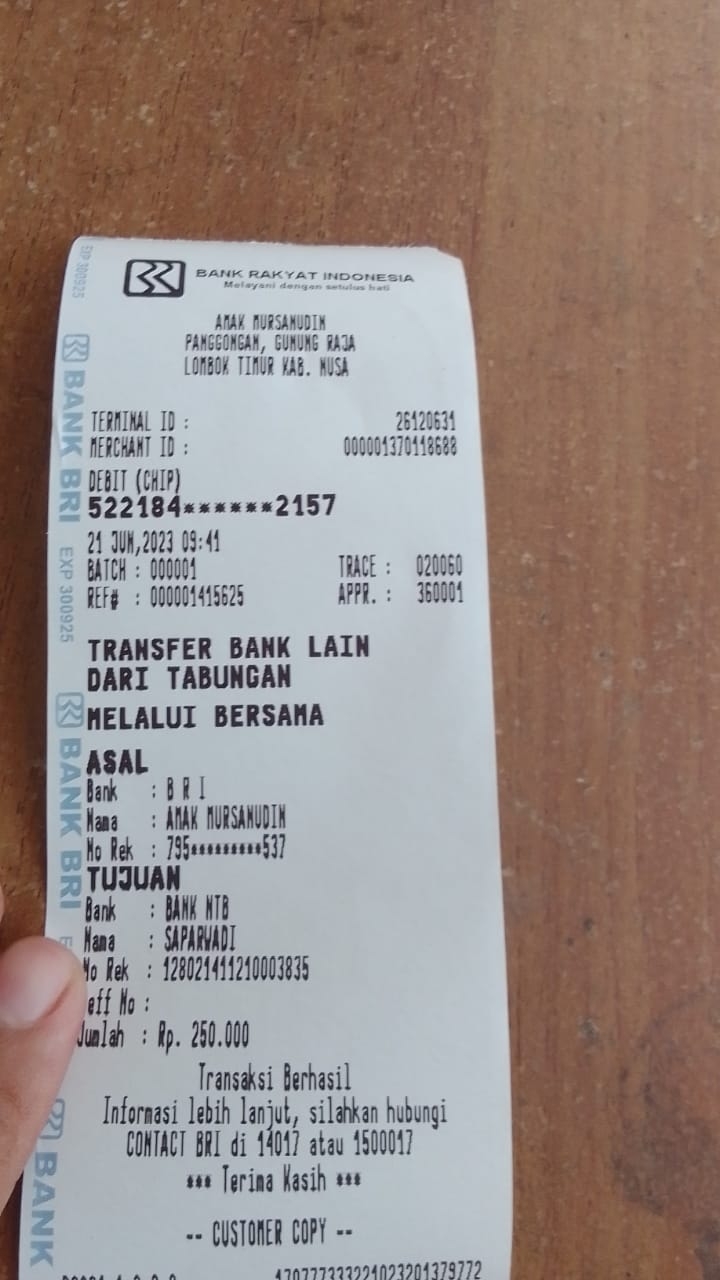 EXP 300925
BANK RAKYAT INDONESIA
Melayani dengan setulus hati
AMAK MURSANUDIN
PANGGONGAN, GUNUNG RAJA
LOMBOK TIMUR KAB. NUSA
TERMINAL ID : 26120631
MERCHANT ID : 000001370118688
DEBIT (CHIP)
522184******2157
21 JUN,2023 09:41
BATCH : 000001 TRACE : 020060
REF# : 000001415625 APPR. : 360001
TRANSFER BANK LAIN
DARI TABUNGAN
MELALUI BERSAMA
ASAL
Bank : B R I
Nama : AMAK MURSANUDIN
No Rek : 795*********537
TUJUAN
Bank : BANK NTB
Nama : SAPARWADI
No Rek : 128021411210003835
eff No :
Jumlah : Rp. 250.000
Transaksi Berhasil
Informasi lebih lanjut, silahkan hubungi
CONTACT BRI di 14017 atau 1500017
*** Terima Kasih ***
-- CUSTOMER COPY --
BANK BRI
EXP 300925
BANK BRI
BANK